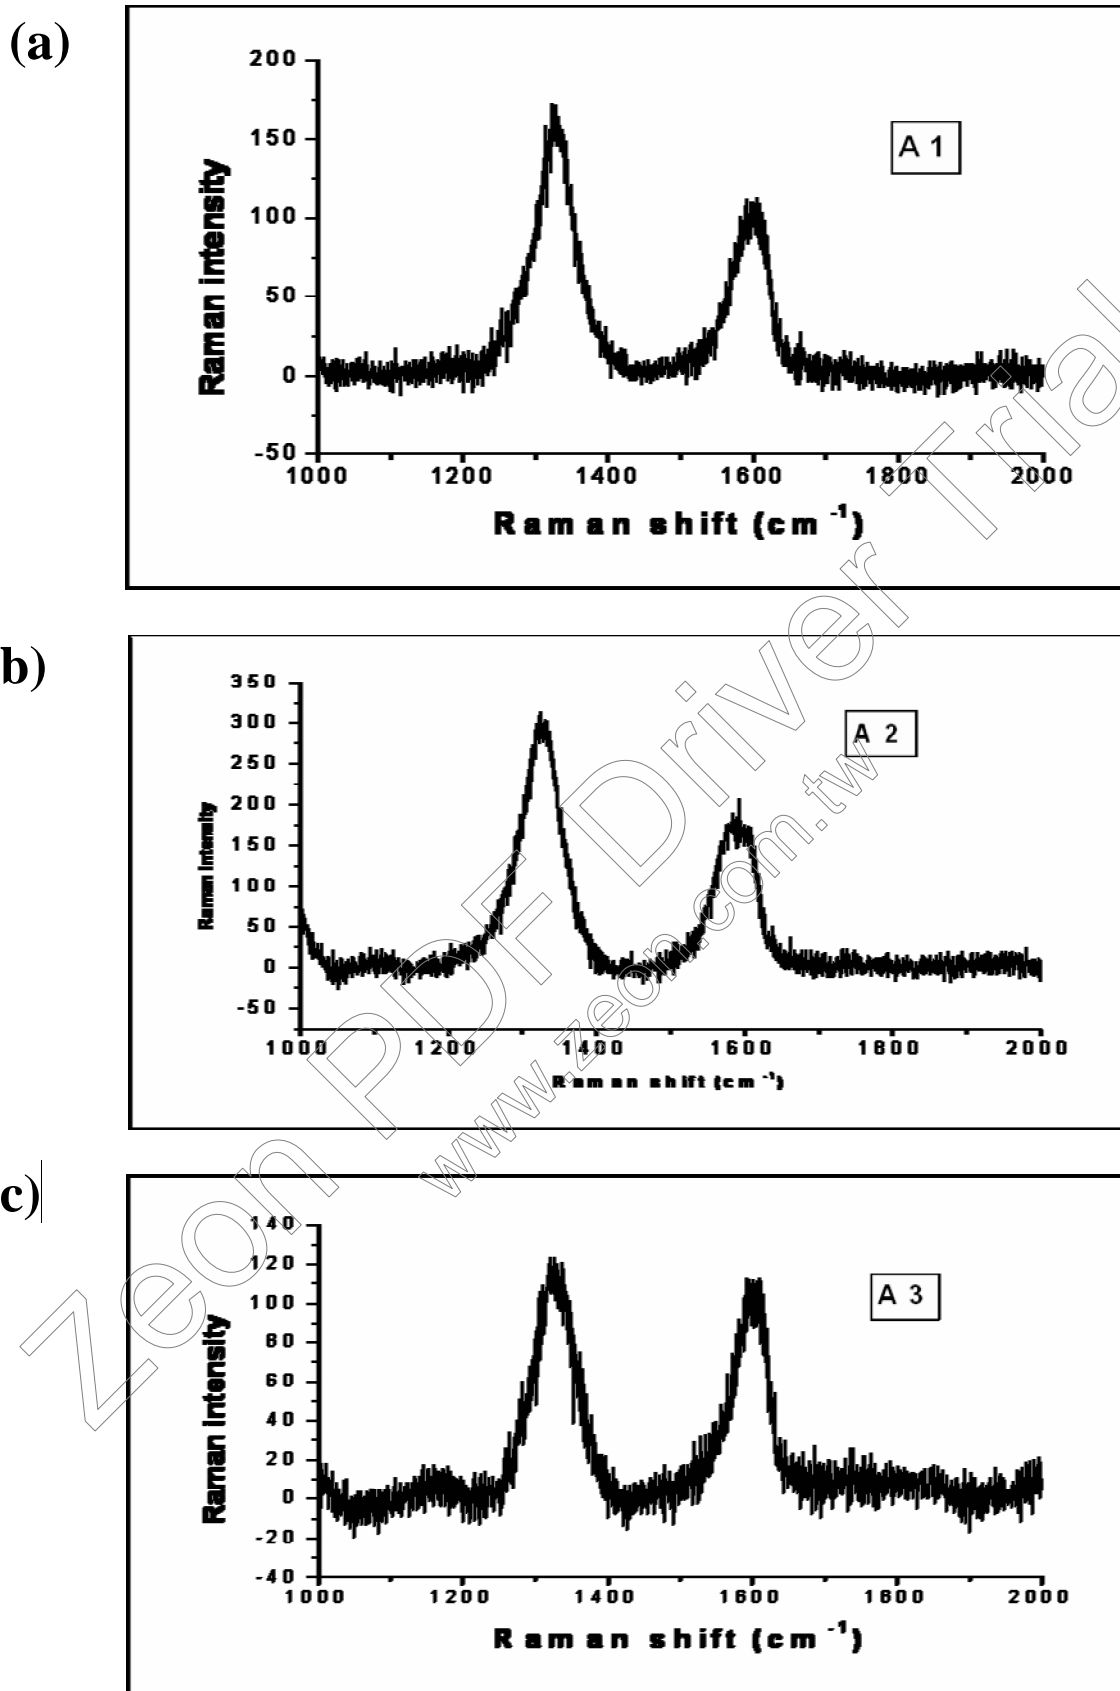 (a)
A 1
200
150
100
50
0
-50
Raman intensity
1000 1200 1400 1600 1800 2000
Raman shift (cm -1)
b)
A 2
350
300
250
200
150
100
50
0
-50
Raman Intensity
1000 1200 1400 1600 1800 2000
Raman shift (cm -1)
c)
A 3
140
120
100
80
60
40
20
0
-20
-40
Raman intensity
1000 1200 1400 1600 1800 2000
Raman shift (cm -1)
Zeon PDF Driver Trial
www.zeon.com.tw